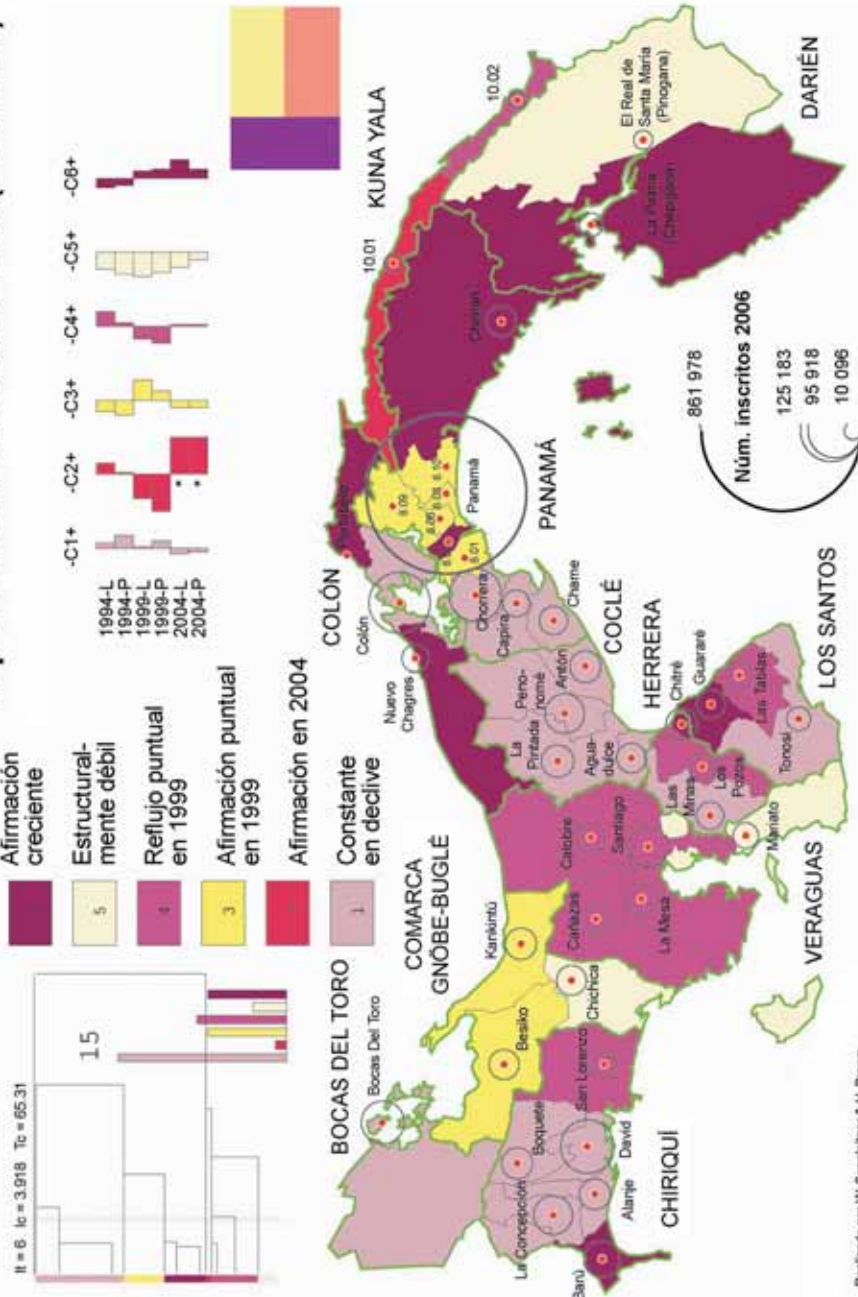 It = 6 Ic = 3.918 Tc = 65.31
15
Afirmación
creciente
5
Estructural-
mente débil
4
Reflujo puntual
en 1999
3
Afirmación puntual
en 1999
Afirmación en 2004
1
Constante
en declive
-C1+
-C2+
-C3+
-C4+
-C5+
-C6+
1994-L
1994-P
1999-L
1999-P
2004-L
2004-P
*
*
BOCAS DEL TORO
Bocas Del Toro
COMARCA
GNÖBE-BUGLÉ
Kankintú
Besiko
Chichica
CHIRIQUÍ
San Lorenzo
Boquete
La Concepción
David
Alanje
Barú
VERAGUAS
Calobre
Santiago
Cañazas
La Mesa
Mariato
COCLÉ
Nuevo
Chagres
Peno-
nomé
La
Pintada
Antón
Agua-
dulce
HERRERA
Chitré
Las
Minas
Los
Pozos
LOS SANTOS
Guararé
Las Tablas
Tonosí
COLÓN
Colón
PANAMÁ
Chorrera
Capira
Chame
Panamá
8.09
8.10
8.01
Chimán
KUNA YALA
10.01
10.02
DARIÉN
El Real de
Santa María
(Pinogana)
La Palma
(Chepigana)
Núm. inscritos 2006
861 978
125 183
95 918
10 096